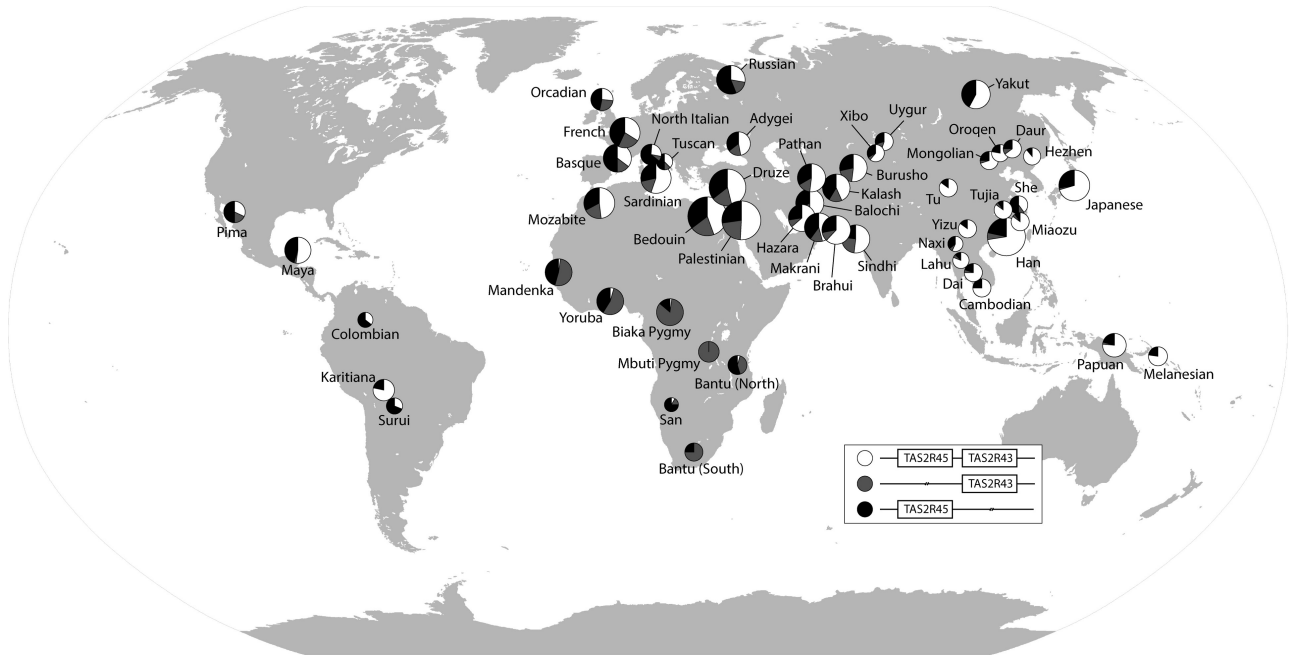 Russian
Yakut
Orcadian
North Italian
Uygur
Xibo
Adygei
French
Tuscan
Pathan
Oroqen
Daur
Mongolian
Hezhen
Basque
Druze
Burusho
Kalash
Sardinian
Tu
Tujia
She
Japanese
Mozabite
Balochi
Pima
Bedouin
Yizu
Miaozu
Hazara
Naxi
Palestinian
Makrani
Sindhi
Han
Maya
Lahu
Brahui
Dai
Mandenka
Cambodian
Yoruba
Colombian
Biaka Pygmy
Mbuti Pygmy
Papuan
Melanesian
Karitiana
Bantu (North)
Surui
San
Bantu (South)
TAS2R45 TAS2R43
TAS2R43
TAS2R45